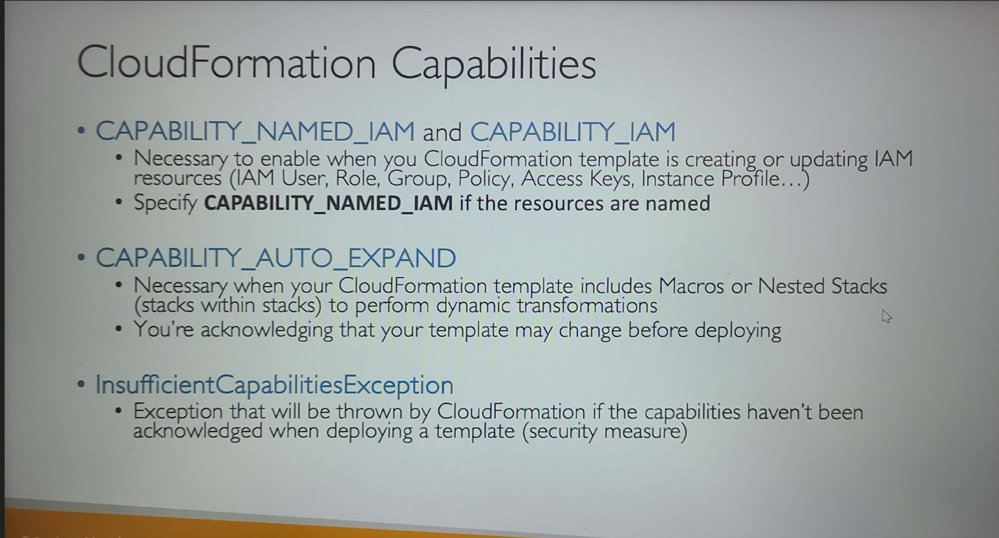 CloudFormation Capabilities
• CAPABILITY_NAMED_IAM and CAPABILITY_IAM
• Necessary to enable when you CloudFormation template is creating or updating IAM
resources (IAM User, Role, Group, Policy, Access Keys, Instance Profile…)
• Specify CAPABILITY_NAMED_IAM if the resources are named
• CAPABILITY_AUTO_EXPAND
• Necessary when your CloudFormation template includes Macros or Nested Stacks
(stacks within stacks) to perform dynamic transformations
• You're acknowledging that your template may change before deploying
• InsufficientCapabilitiesException
• Exception that will be thrown by CloudFormation if the capabilities haven't been
acknowledged when deploying a template (security measure)